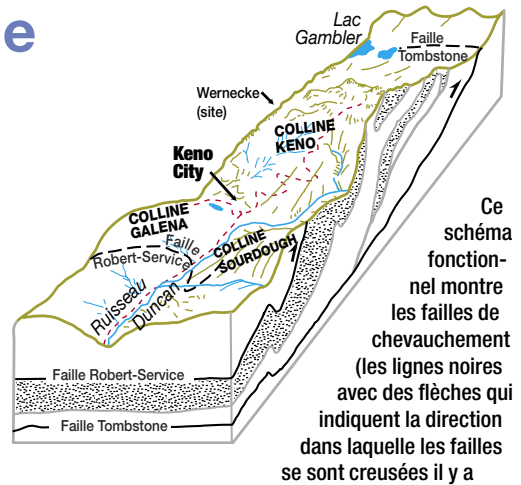 e
Lac
Gambler
Faille
Tombstone
Wernecke
(site)
COLLINE
KENO
Keno
City
COLLINE
GALENA
Faille
Robert-Service
COLLINE
SOURDOUGH
Ruisseau
Duncan
Faille Robert-Service
Faille Tombstone
Ce
schéma
fonction-
nel montre
les failles de
chevauchement
(les lignes noires
avec des flèches qui
indiquent la direction
dans laquelle les failles
se sont creusées il y a